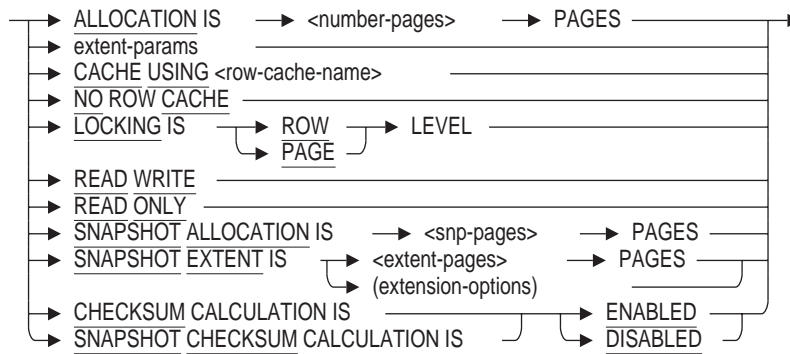 ALLOCATION IS <number-pages> PAGES
extent-params
CACHE USING <row-cache-name>
NO ROW CACHE
LOCKING IS ROW LEVEL
PAGE
READ WRITE
READ ONLY
SNAPSHOT ALLOCATION IS <snp-pages> PAGES
SNAPSHOT EXTENT IS <extent-pages> PAGES
(extension-options)
CHECKSUM CALCULATION IS ENABLED
SNAPSHOT CHECKSUM CALCULATION IS DISABLED